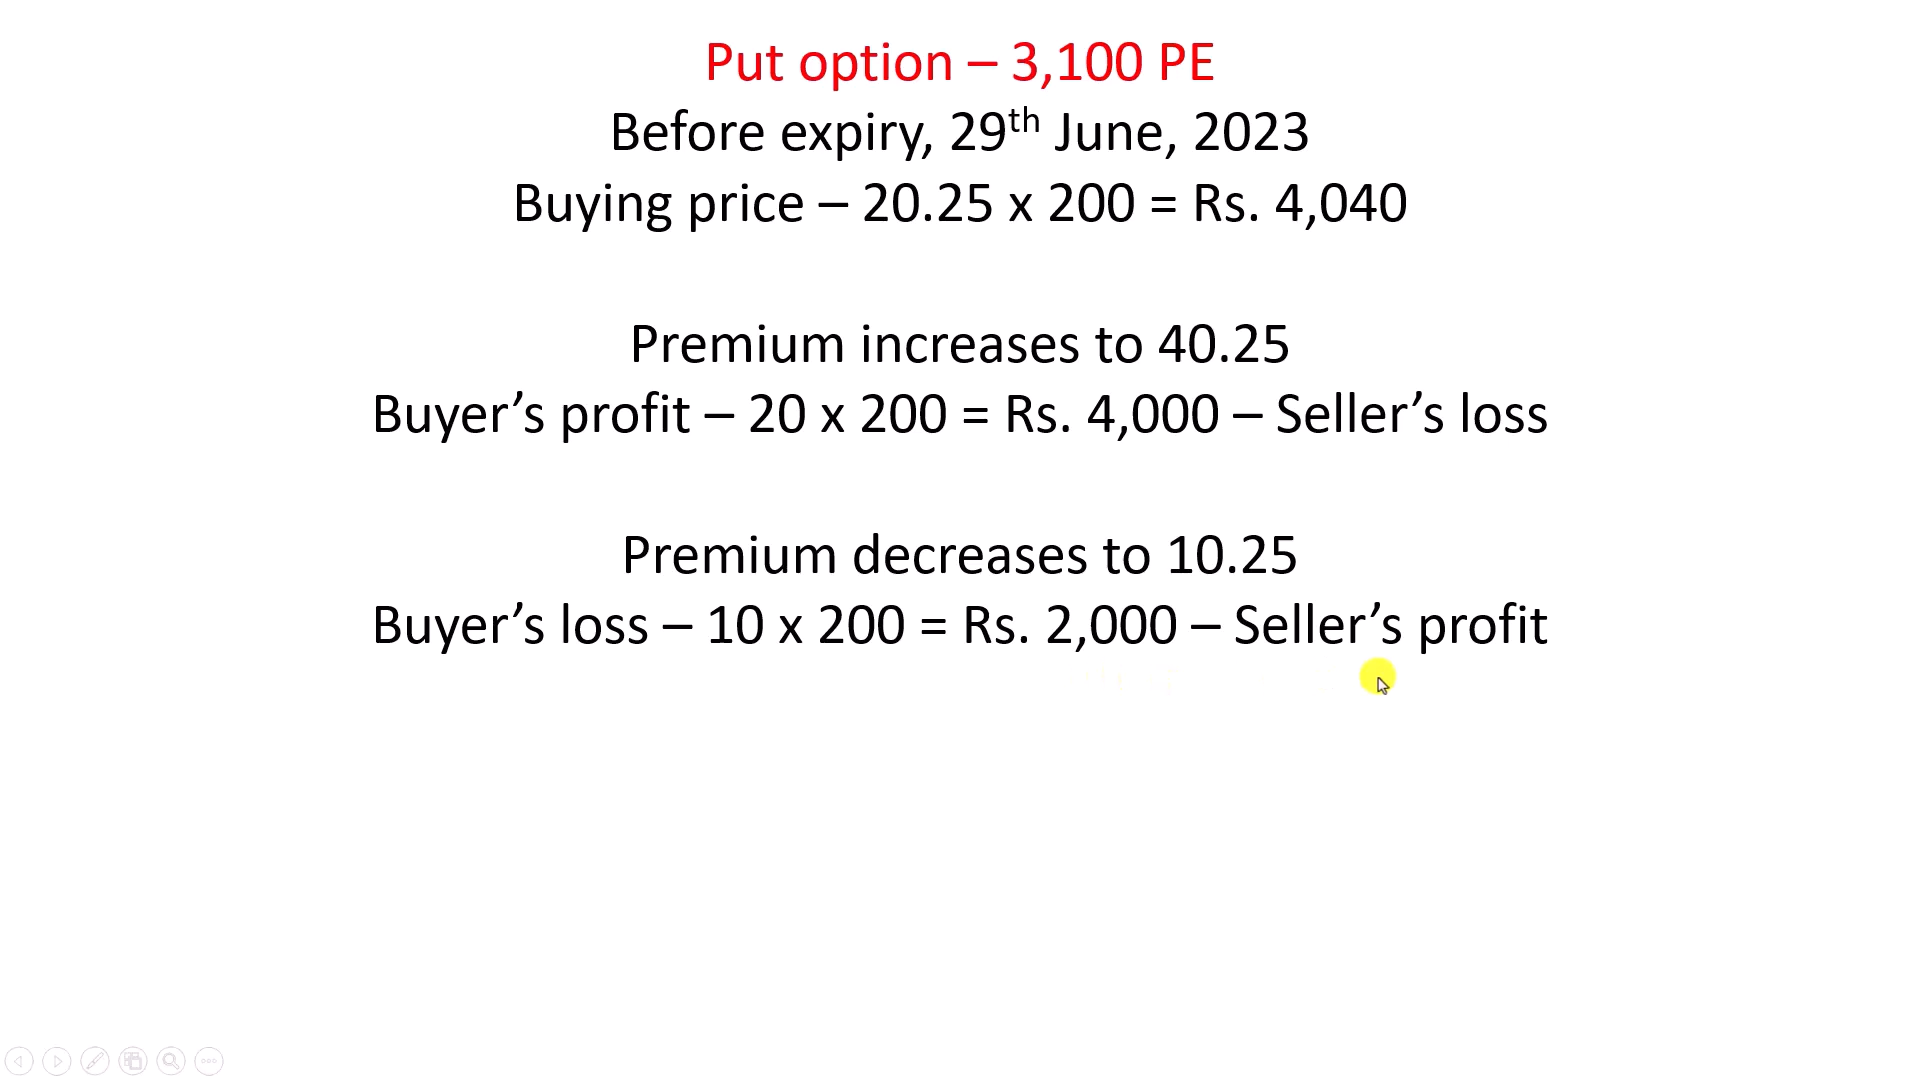 Put option – 3,100 PE
Before expiry, 29th June, 2023
Buying price – 20.25 x 200 = Rs. 4,040
Premium increases to 40.25
Buyer’s profit – 20 x 200 = Rs. 4,000 – Seller’s loss
Premium decreases to 10.25
Buyer’s loss – 10 x 200 = Rs. 2,000 – Seller’s profit